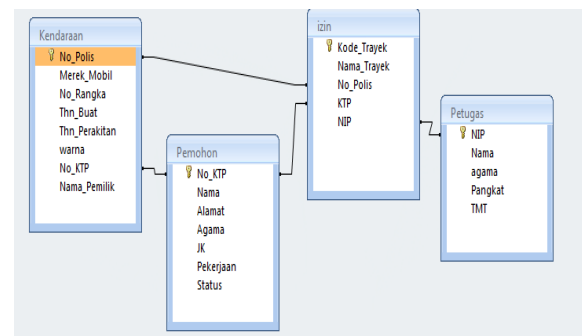 Kendaraan
No_Polis
Merek_Mobil
No_Rangka
Thn_Buat
Thn_Perakitan
warna
No_KTP
Nama_Pemilik
Pemohon
No_KTP
Nama
Alamat
Agama
JK
Pekerjaan
Status
izin
Kode_Trayek
Nama_Trayek
No_Polis
KTP
NIP
Petugas
NIP
Nama
agama
Pangkat
TMT